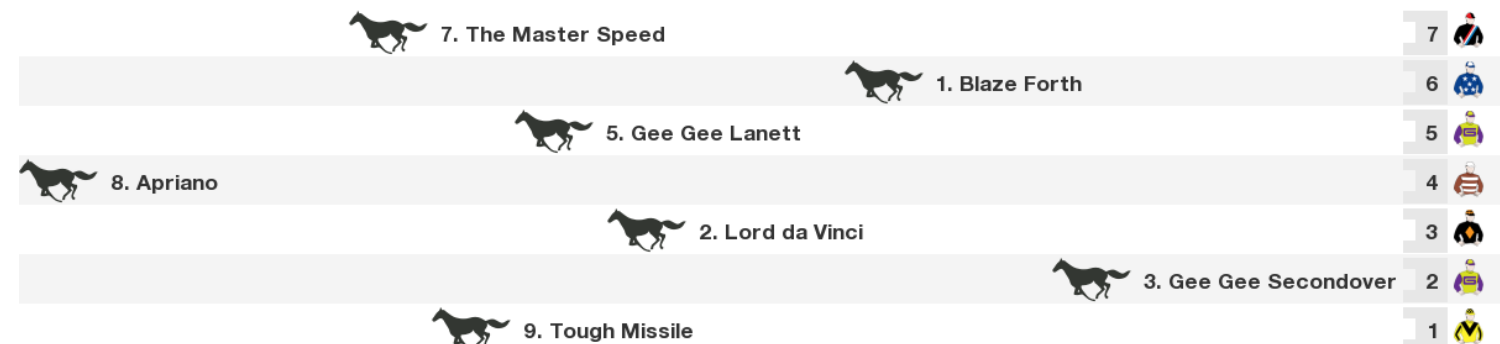 7. The Master Speed 7
1. Blaze Forth 6
5. Gee Gee Lanett 5
8. Apriano 4
2. Lord da Vinci 3
3. Gee Gee Secondover 2
9. Tough Missile 1